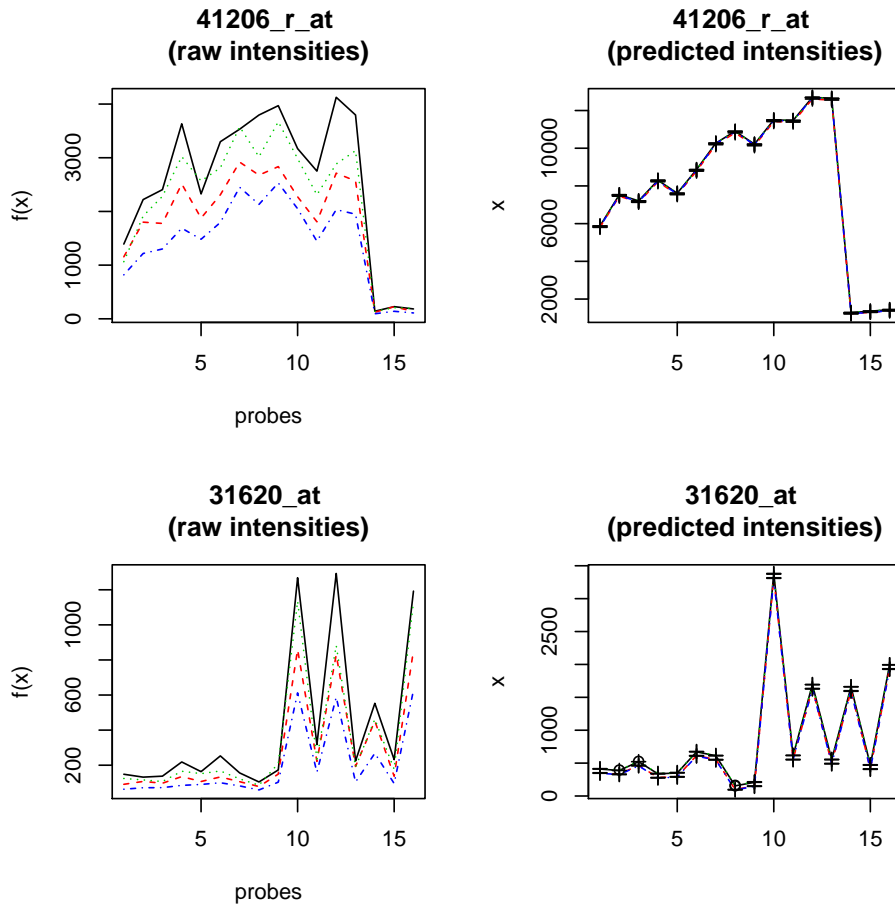 41206_r_at
(raw intensities)
f(x)
0
1000
3000
5
10
15
probes
41206_r_at
(predicted intensities)
x
2000
6000
10000
5
10
15
31620_at
(raw intensities)
f(x)
200
600
1000
5
10
15
probes
31620_at
(predicted intensities)
x
0
1000
2500
5
10
15